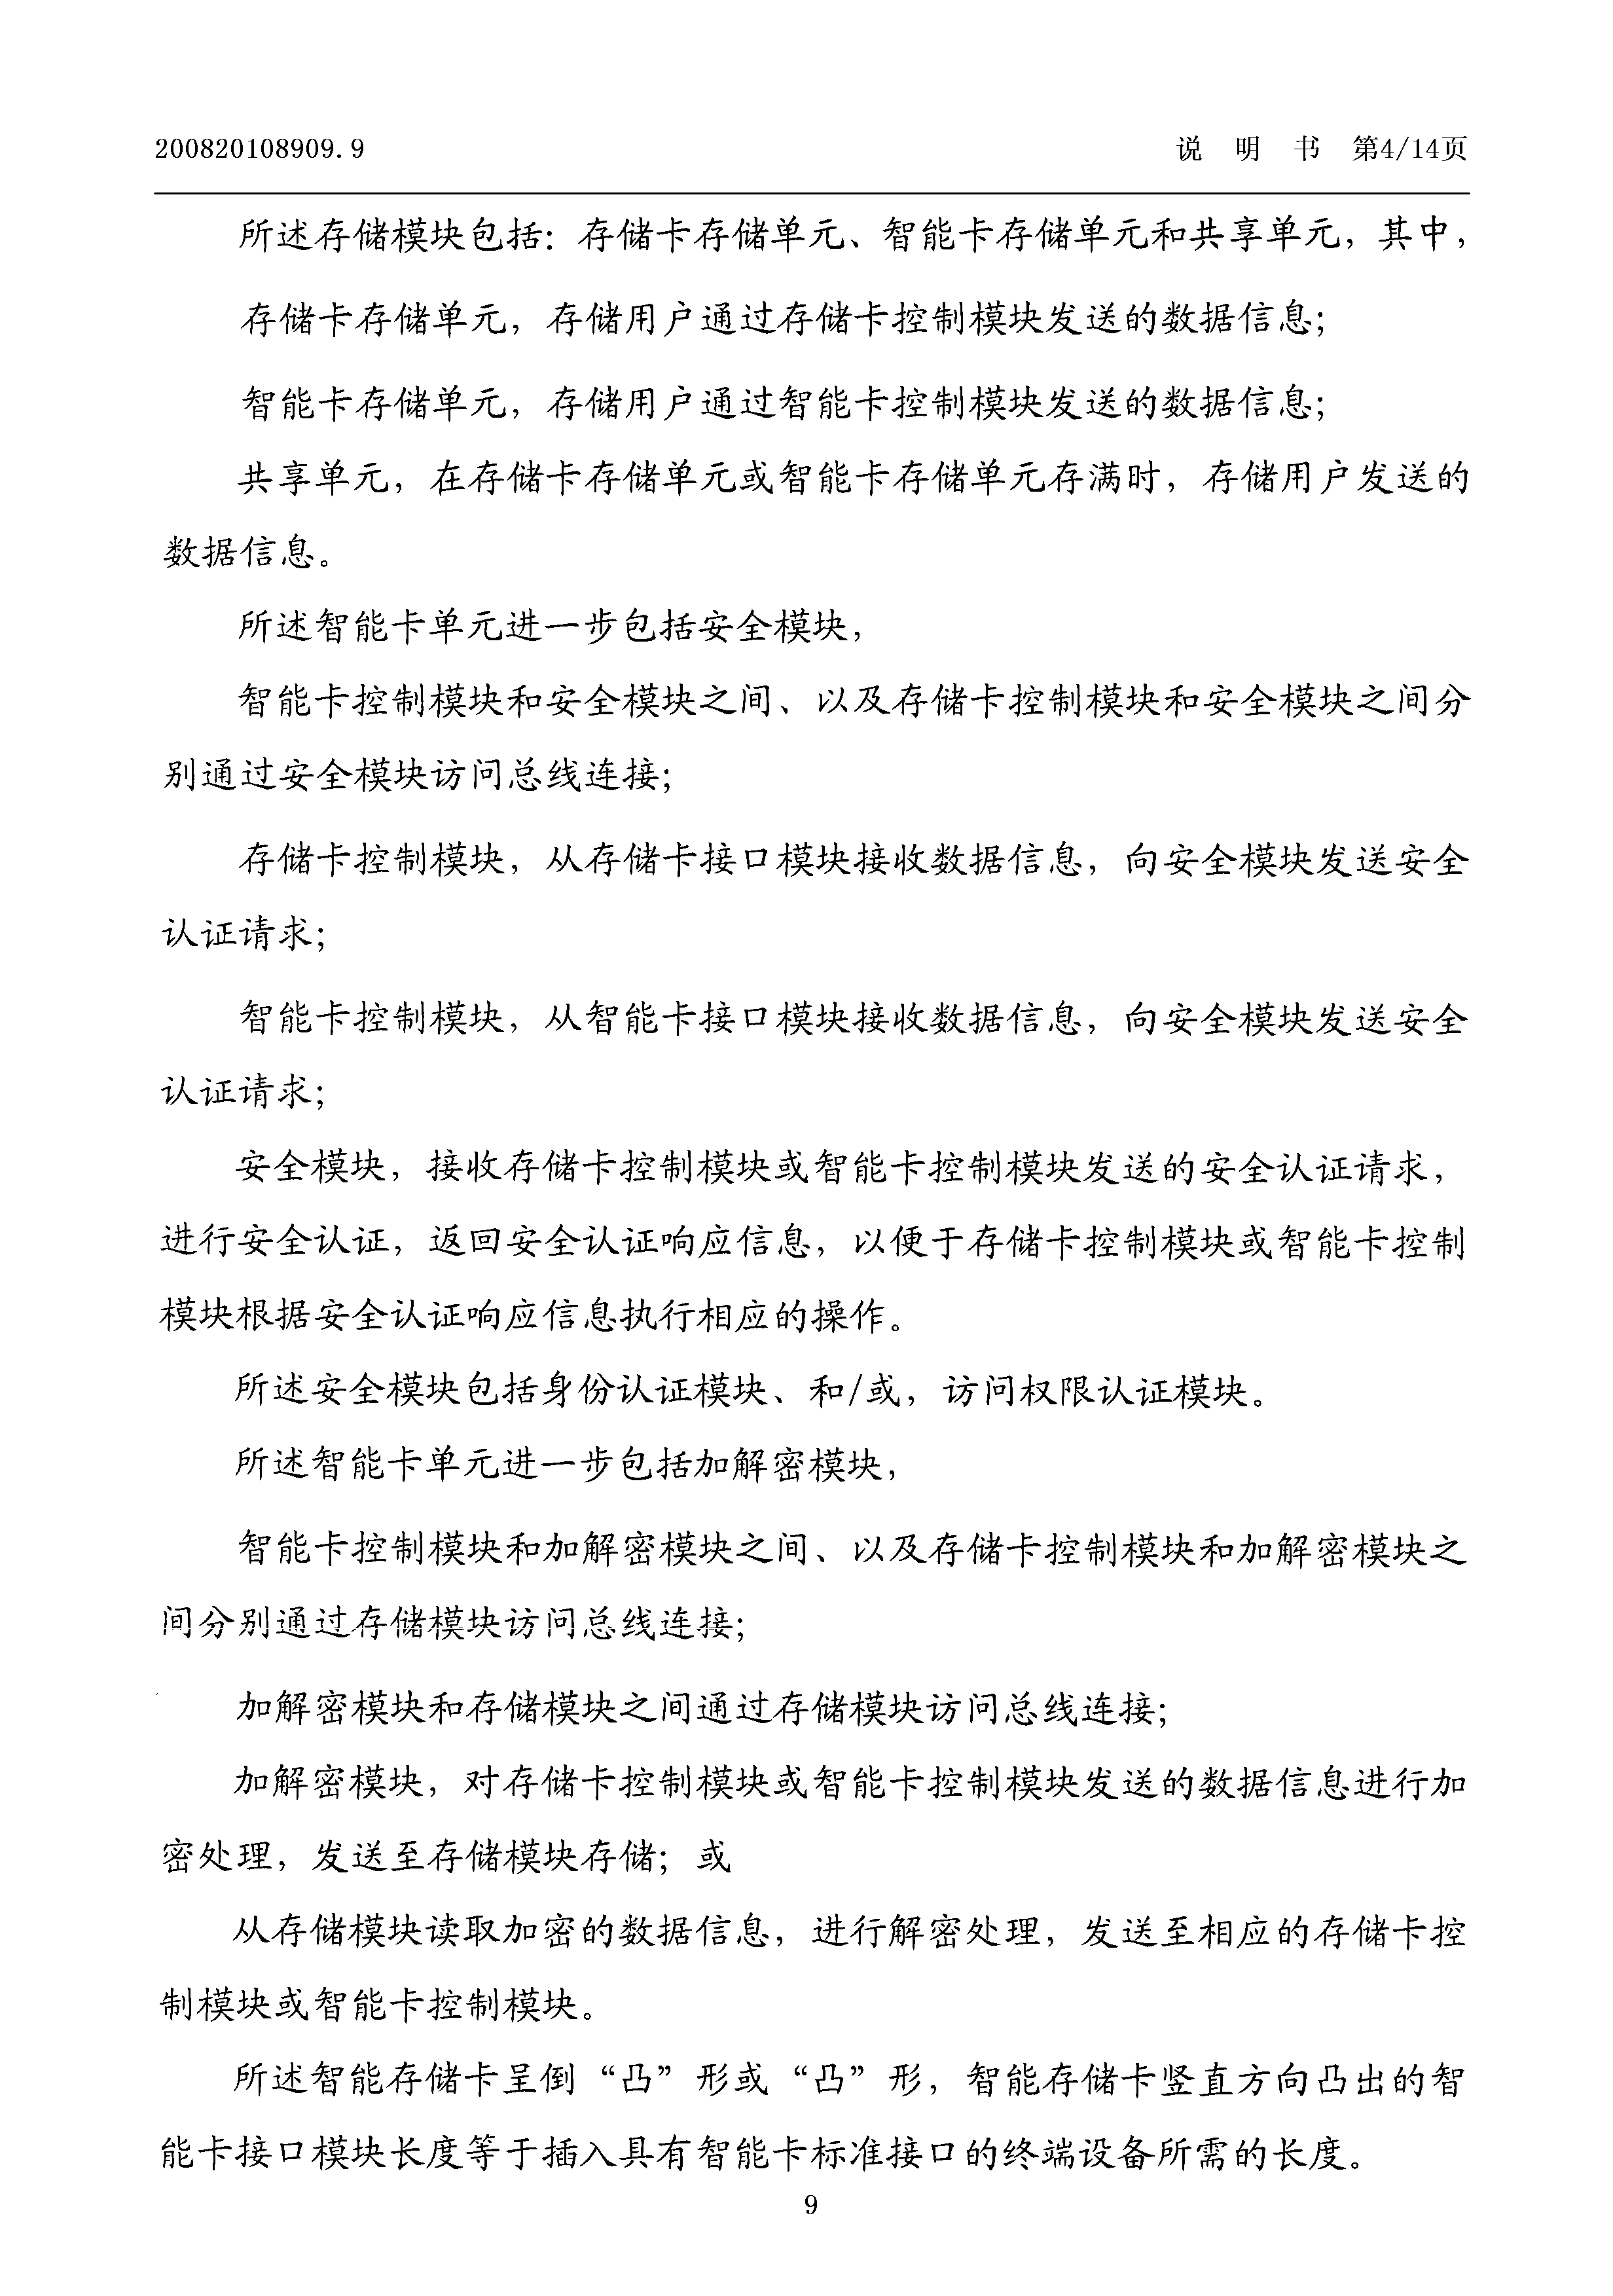 200820108909.9 说 明 书 第4/14页
所述存储模块包括：存储卡存储单元、智能卡存储单元和共享单元，其中，
存储卡存储单元，存储用户通过存储卡控制模块发送的数据信息；
智能卡存储单元，存储用户通过智能卡控制模块发送的数据信息；
共享单元，在存储卡存储单元或智能卡存储单元存满时，存储用户发送的
数据信息。
所述智能卡单元进一步包括安全模块，
智能卡控制模块和安全模块之间、以及存储卡控制模块和安全模块之间分
别通过安全模块访问总线连接；
存储卡控制模块，从存储卡接口模块接收数据信息，向安全模块发送安全
认证请求；
智能卡控制模块，从智能卡接口模块接收数据信息，向安全模块发送安全
认证请求；
安全模块，接收存储卡控制模块或智能卡控制模块发送的安全认证请求，
进行安全认证，返回安全认证响应信息，以便于存储卡控制模块或智能卡控制
模块根据安全认证响应信息执行相应的操作。
所述安全模块包括身份认证模块、和/或，访问权限认证模块。
所述智能卡单元进一步包括加解密模块，
智能卡控制模块和加解密模块之间、以及存储卡控制模块和加解密模块之
间分别通过存储模块访问总线连接；
加解密模块和存储模块之间通过存储模块访问总线连接；
加解密模块，对存储卡控制模块或智能卡控制模块发送的数据信息进行加
密处理，发送至存储模块存储；或
从存储模块读取加密的数据信息，进行解密处理，发送至相应的存储卡控
制模块或智能卡控制模块。
所述智能存储卡呈倒“凸”形或“凸”形，智能存储卡竖直方向凸出的智
能卡接口模块长度等于插入具有智能卡标准接口的终端设备所需的长度。
9